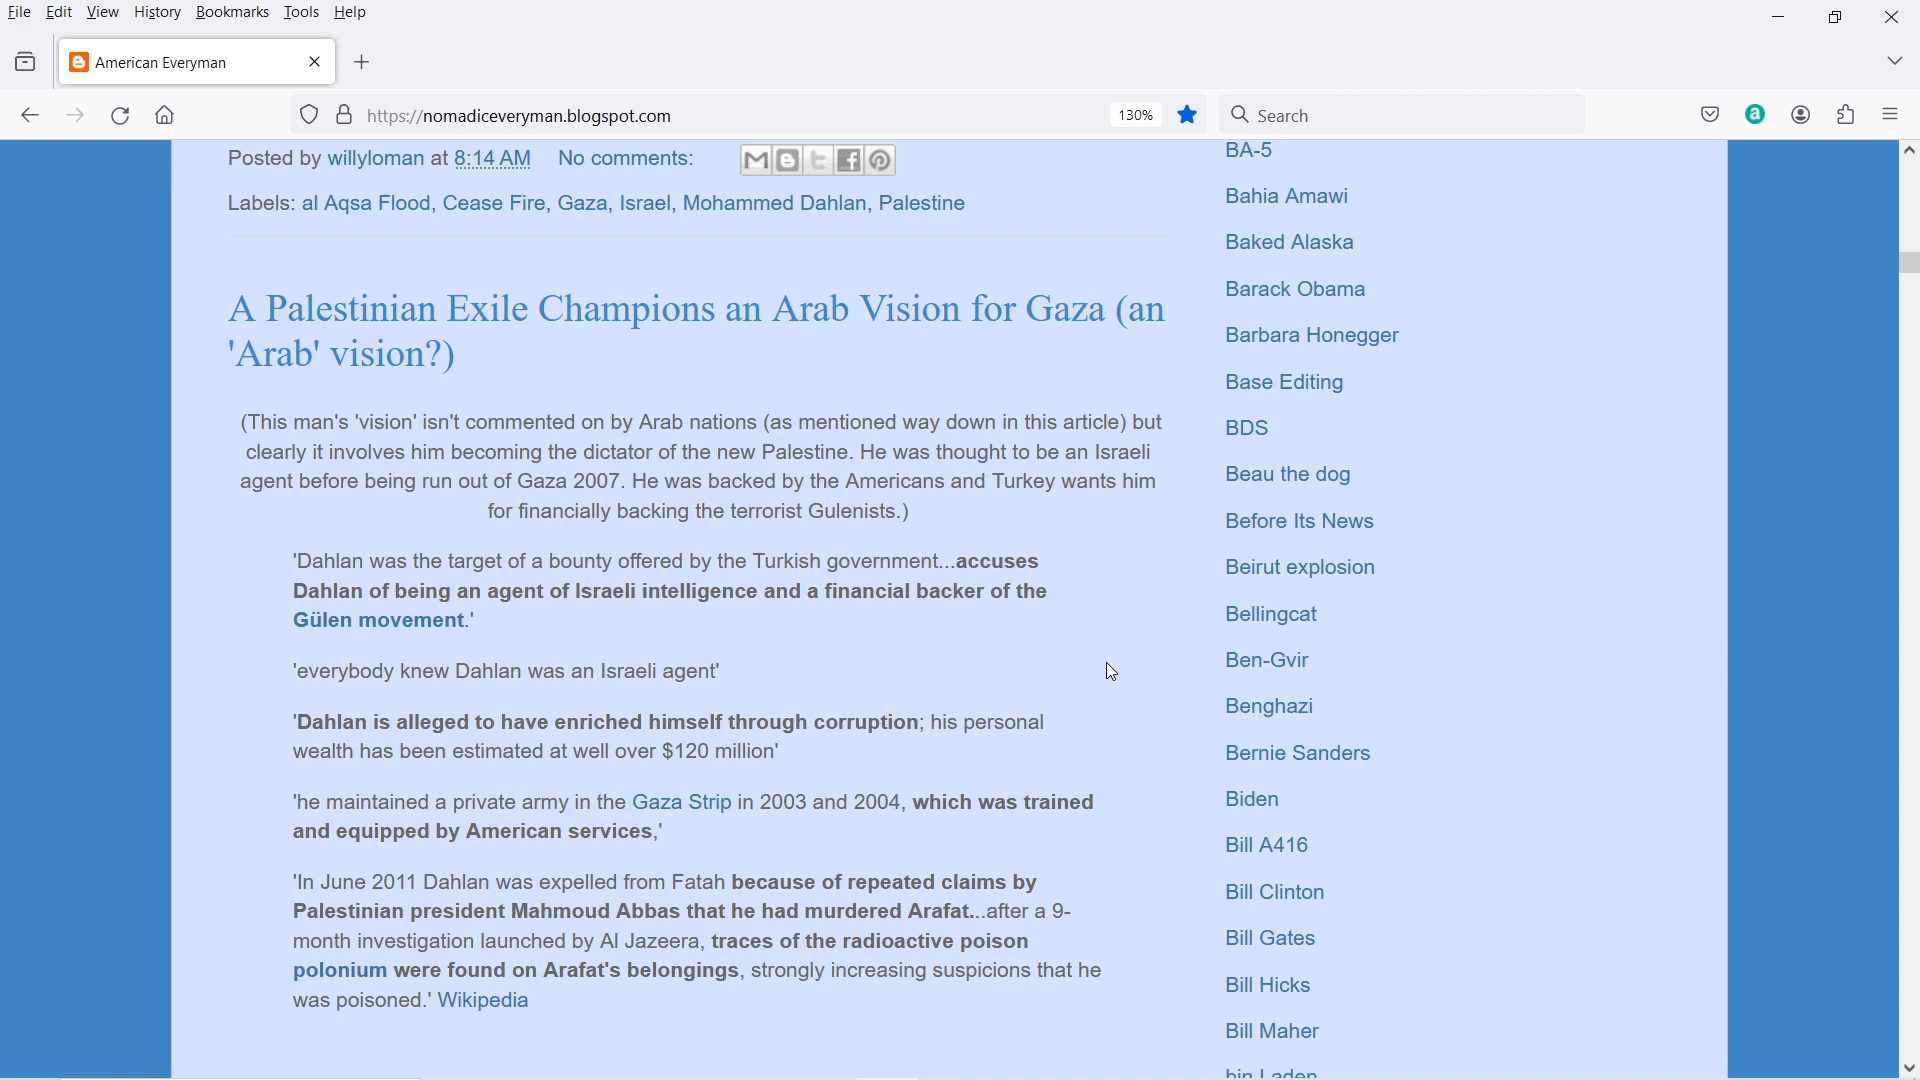 File Edit View History Bookmarks Tools Help
American Everyman
https://nomadiceveryman.blogspot.com
130%
Search
Posted by willyloman at 8:14 AM No comments:
Labels: al Aqsa Flood, Cease Fire, Gaza, Israel, Mohammed Dahlan, Palestine
A Palestinian Exile Champions an Arab Vision for Gaza (an
'Arab' vision?)
(This man's 'vision' isn't commented on by Arab nations (as mentioned way down in this article) but
clearly it involves him becoming the dictator of the new Palestine. He was thought to be an Israeli
agent before being run out of Gaza 2007. He was backed by the Americans and Turkey wants him
for financially backing the terrorist Gulenists.)
'Dahlan was the target of a bounty offered by the Turkish government...accuses
Dahlan of being an agent of Israeli intelligence and a financial backer of the
Gülen movement.'
'everybody knew Dahlan was an Israeli agent'
'Dahlan is alleged to have enriched himself through corruption; his personal
wealth has been estimated at well over $120 million'
'he maintained a private army in the Gaza Strip in 2003 and 2004, which was trained
and equipped by American services,'
'In June 2011 Dahlan was expelled from Fatah because of repeated claims by
Palestinian president Mahmoud Abbas that he had murdered Arafat...after a 9-
month investigation launched by Al Jazeera, traces of the radioactive poison
polonium were found on Arafat's belongings, strongly increasing suspicions that he
was poisoned.' Wikipedia
BA-5
Bahia Amawi
Baked Alaska
Barack Obama
Barbara Honegger
Base Editing
BDS
Beau the dog
Before Its News
Beirut explosion
Bellingcat
Ben-Gvir
Benghazi
Bernie Sanders
Biden
Bill A416
Bill Clinton
Bill Gates
Bill Hicks
Bill Maher
bin Laden